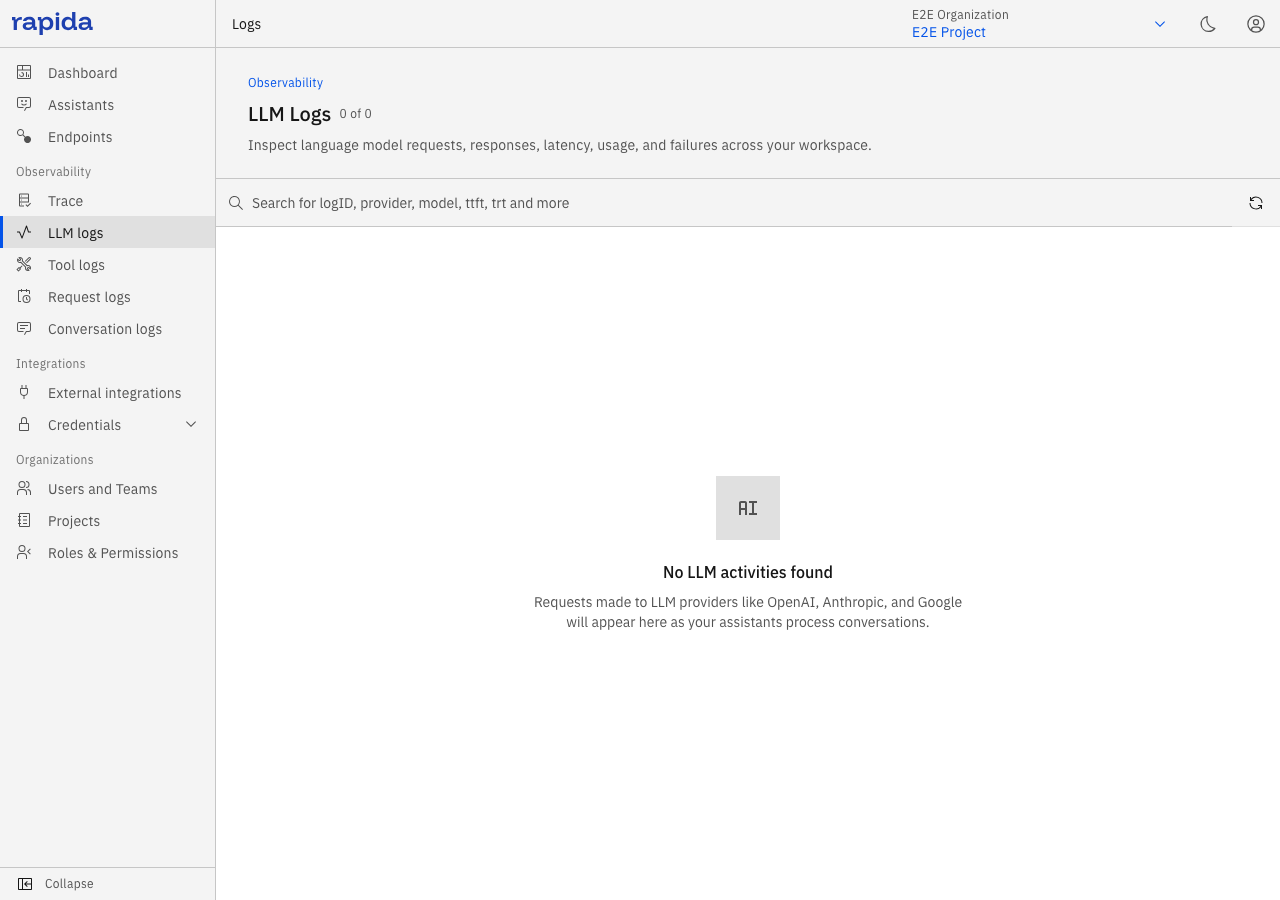 rapida
Logs
E2E Organization
E2E Project
Dashboard
Assistants
Endpoints
Observability
Trace
LLM logs
Tool logs
Request logs
Conversation logs
Integrations
External integrations
Credentials
Organizations
Users and Teams
Projects
Roles & Permissions
Collapse
Observability
LLM Logs 0 of 0
Inspect language model requests, responses, latency, usage, and failures across your workspace.
Search for logID, provider, model, ttft, trt and more
AI
No LLM activities found
Requests made to LLM providers like OpenAI, Anthropic, and Google
will appear here as your assistants process conversations.